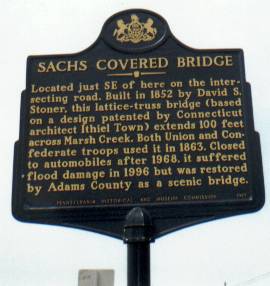 SACHS COVERED BRIDGE
Located just SE of here on the inter-
secting road. Built in 1852 by David S.
Stoner, this lattice-truss bridge (based
on a design patented by Connecticut
architect Ithiel Town) extends 100 feet
across Marsh Creek. Both Union and Con-
federate troops used it in 1863. Closed
to automobiles after 1968, it suffered
flood damage in 1996 but was restored
by Adams County as a scenic bridge.
PENNSYLVANIA HISTORICAL AND MUSEUM COMMISSION